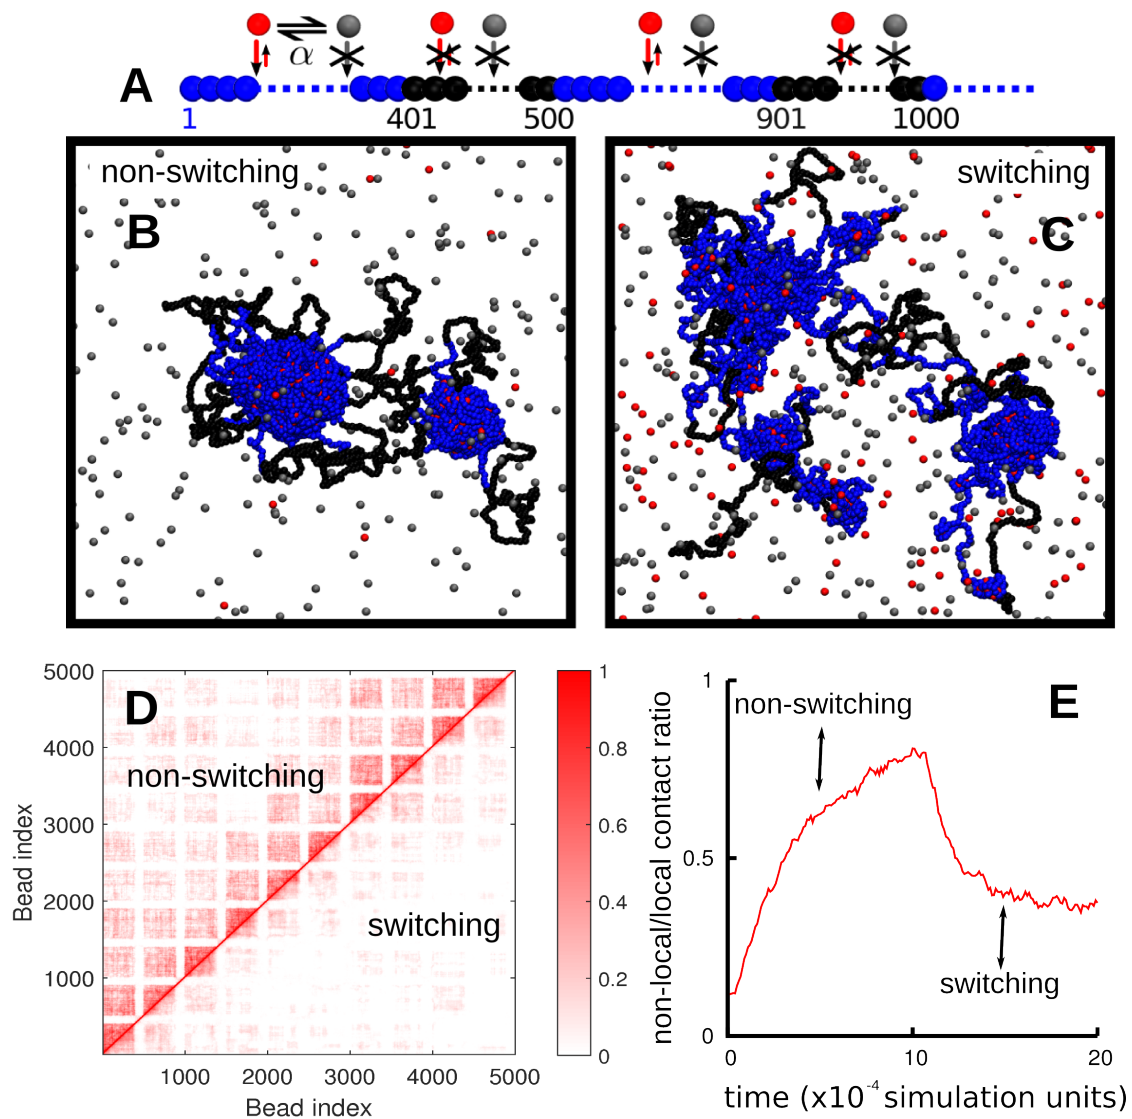 α
A
1
401
500
901
1000
non-switching
B
switching
C
D
non-switching
switching
5000
4000
3000
2000
1000
1000
2000
3000
4000
5000
Bead index
Bead index
1
0.8
0.6
0.4
0.2
0
E
non-switching
switching
non-local/local contact ratio
1
0.5
0
0
10
20
time (x10⁻⁴ simulation units)